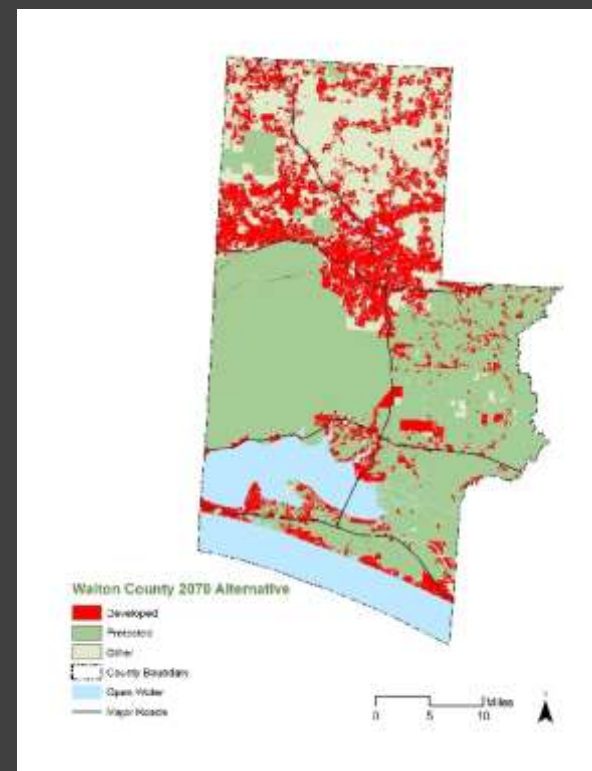 Walton County 2070 Alternative
Developed
Protected
Other
County Boundary
Open Water
Major Roads
Miles
0 5 10